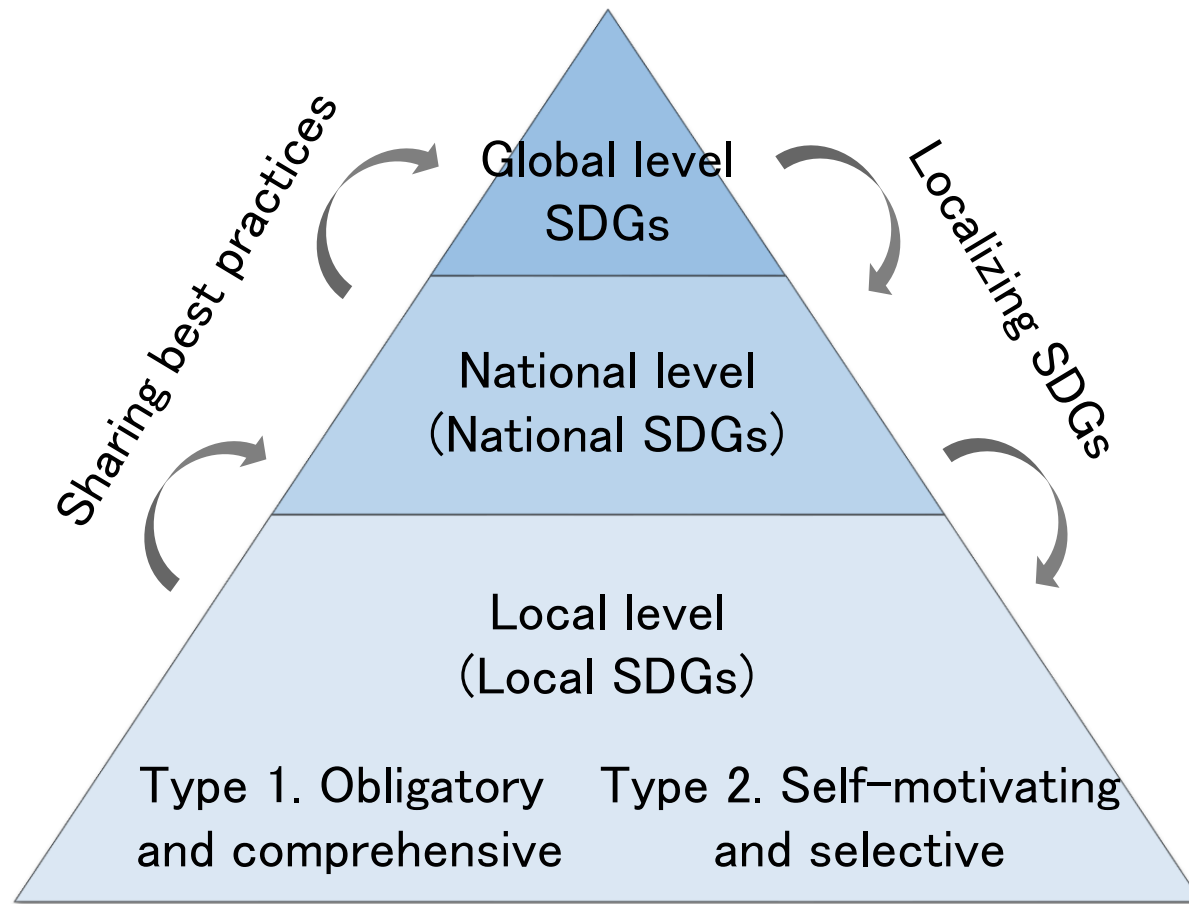 Sharing best practices
Localizing SDGs
Global level
SDGs
National level
(National SDGs)
Local level
(Local SDGs)
Type 1. Obligatory
and comprehensive
Type 2. Self-motivating
and selective